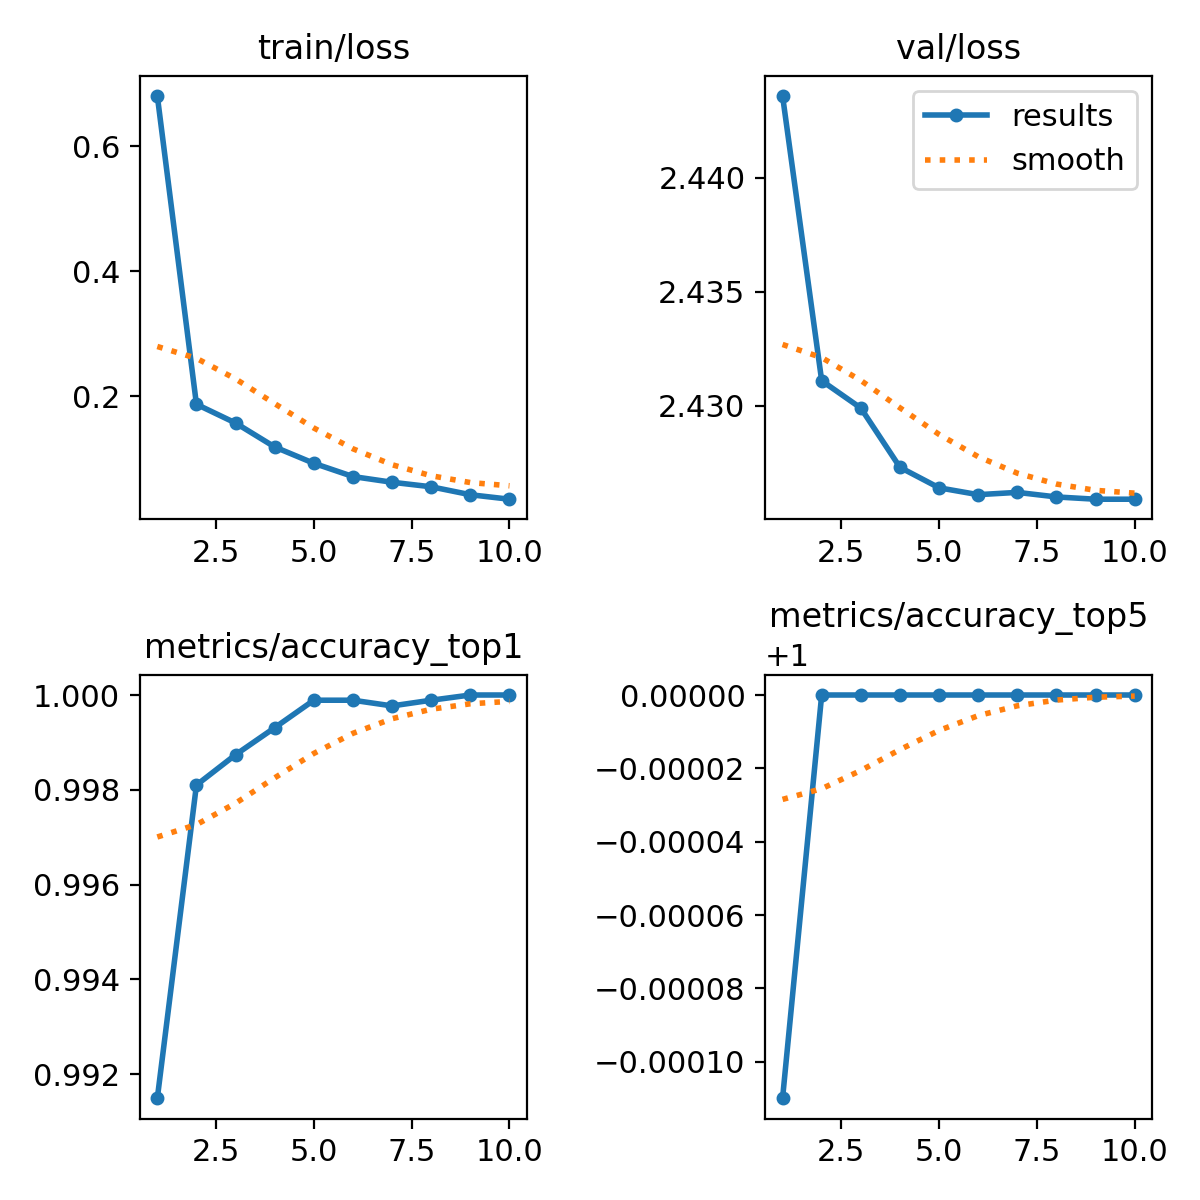 train/loss
0.6
0.4
0.2
2.5 5.0 7.5 10.0
val/loss
results
smooth
2.440
2.435
2.430
2.5 5.0 7.5 10.0
metrics/accuracy_top1
1.000
0.998
0.996
0.994
0.992
2.5 5.0 7.5 10.0
metrics/accuracy_top5
+1
0.00000
−0.00002
−0.00004
−0.00006
−0.00008
−0.00010
2.5 5.0 7.5 10.0